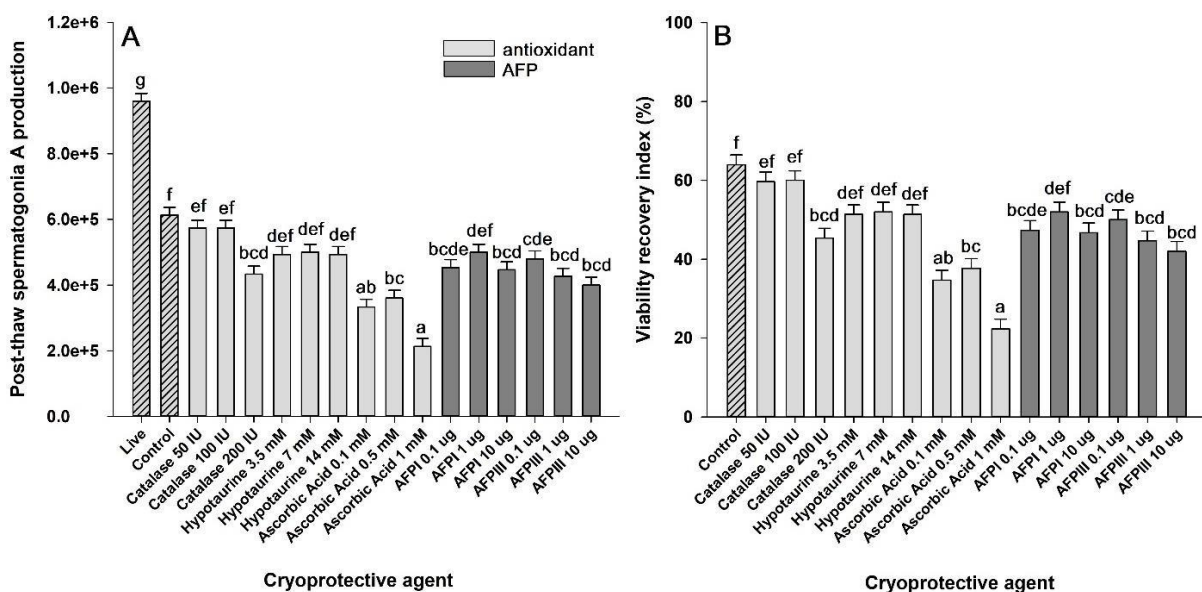 A
Post-thaw spermatogonia A production
1.2e+6
1.0e+6
8.0e+5
6.0e+5
4.0e+5
2.0e+5
0.0
antioxidant
AFP
g
f
ef
ef
bcd
def
def
def
ab
bc
a
bcde
def
bcd
cde
bcd
bcd
Live
Control
Catalase 50 IU
Catalase 100 IU
Catalase 200 IU
Hypotaurine 3.5 mM
Hypotaurine 7 mM
Hypotaurine 14 mM
Ascorbic Acid 0.1 mM
Ascorbic Acid 0.5 mM
Ascorbic Acid 1 mM
AFPI 0.1 ug
AFPI 1 ug
AFPI 10 ug
AFPIII 0.1 ug
AFPIII 1 ug
AFPIII 10 ug
Cryoprotective agent
B
Viability recovery index (%)
100
80
60
40
20
0
f
ef
ef
bcd
def
def
def
ab
bc
a
bcde
def
bcd
cde
bcd
bcd
Control
Catalase 50 IU
Catalase 100 IU
Catalase 200 IU
Hypotaurine 3.5 mM
Hypotaurine 7 mM
Hypotaurine 14 mM
Ascorbic Acid 0.1 mM
Ascorbic Acid 0.5 mM
Ascorbic Acid 1 mM
AFPI 0.1 ug
AFPI 1 ug
AFPI 10 ug
AFPIII 0.1 ug
AFPIII 1 ug
AFPIII 10 ug
Cryoprotective agent